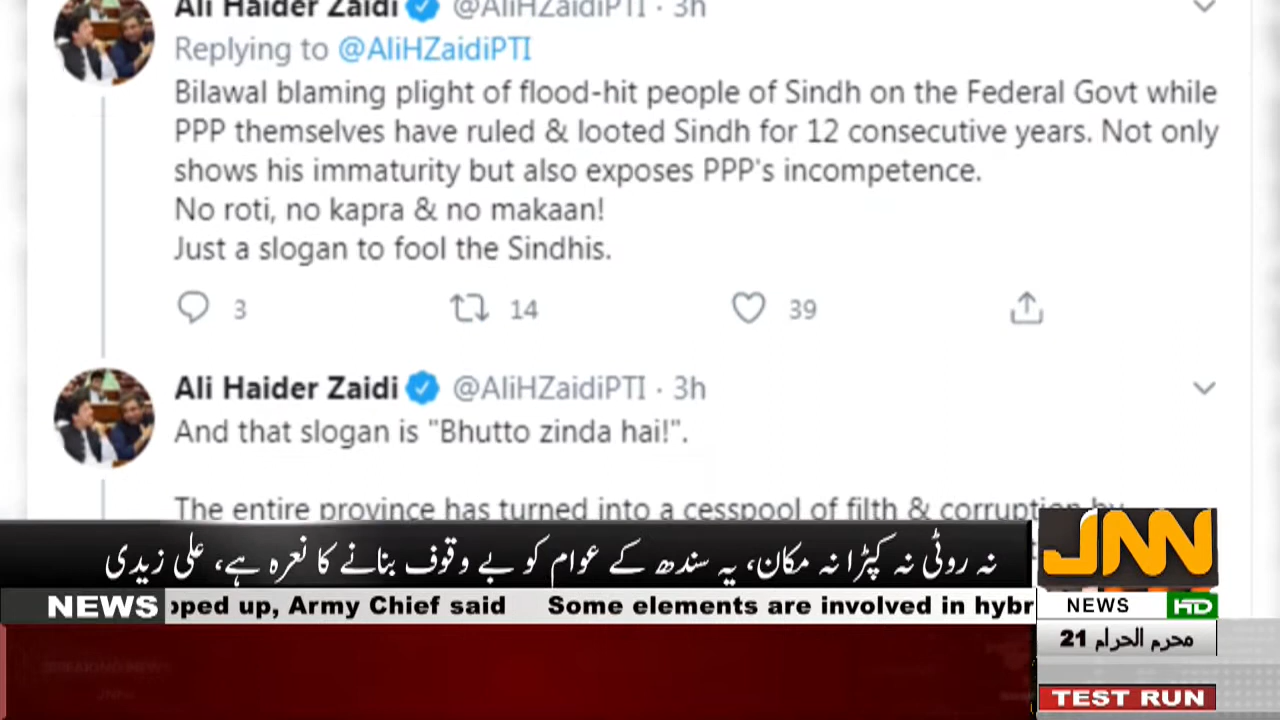 Ali Haider Zaidi @AliHZaidiPTI · 3h
Replying to @AliHZaidiPTI
Bilawal blaming plight of flood-hit people of Sindh on the Federal Govt while
PPP themselves have ruled & looted Sindh for 12 consecutive years. Not only
shows his immaturity but also exposes PPP's incompetence.
No roti, no kapra & no makaan!
Just a slogan to fool the Sindhis.
3 14 39
Ali Haider Zaidi @AliHZaidiPTI · 3h
And that slogan is "Bhutto zinda hai!".
The entire province has turned into a cesspool of filth & corruption by
نہ روٹی نہ کپڑا نہ مکان، یہ سندھ کے عوام کو بے وقوف بنانے کا نعرہ ہے، علی زیدی
JNN
NEWS pped up, Army Chief said Some elements are involved in hybr
NEWS HD
21 محرم الحرام
TEST RUN